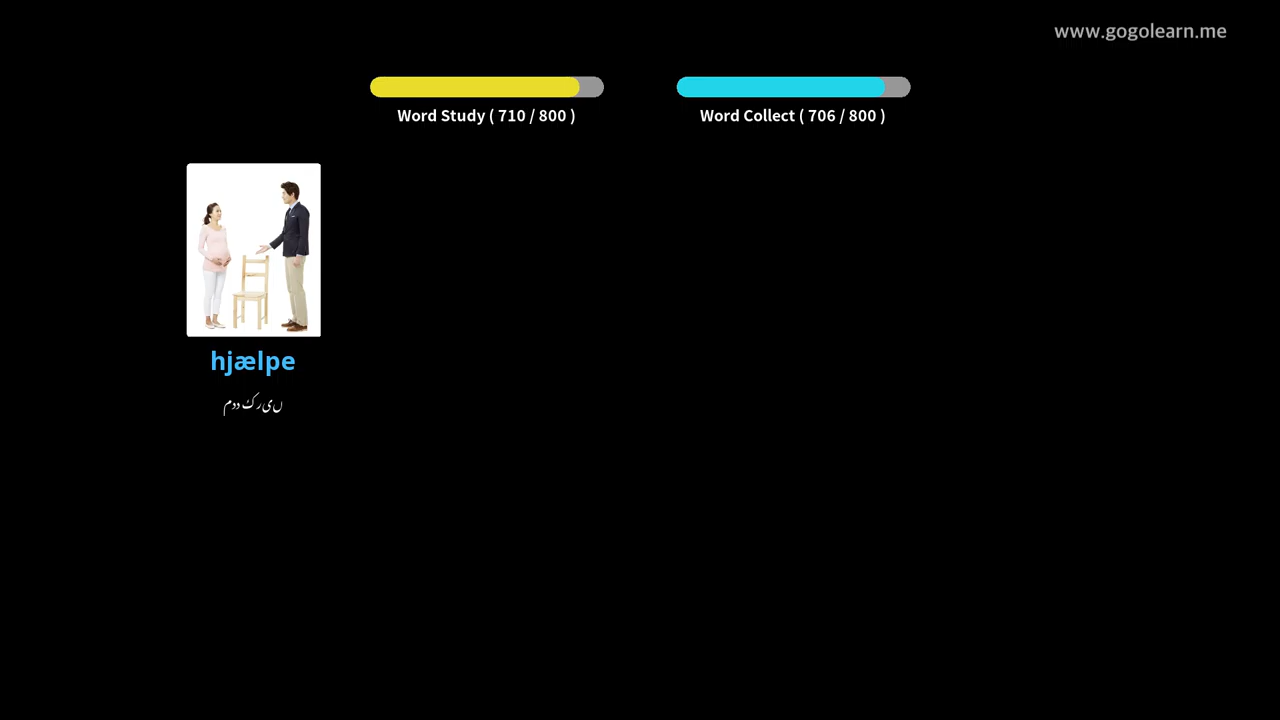 www.gogolearn.me
Word Study ( 710 / 800 )
Word Collect ( 706 / 800 )
hjælpe
مدد کریں